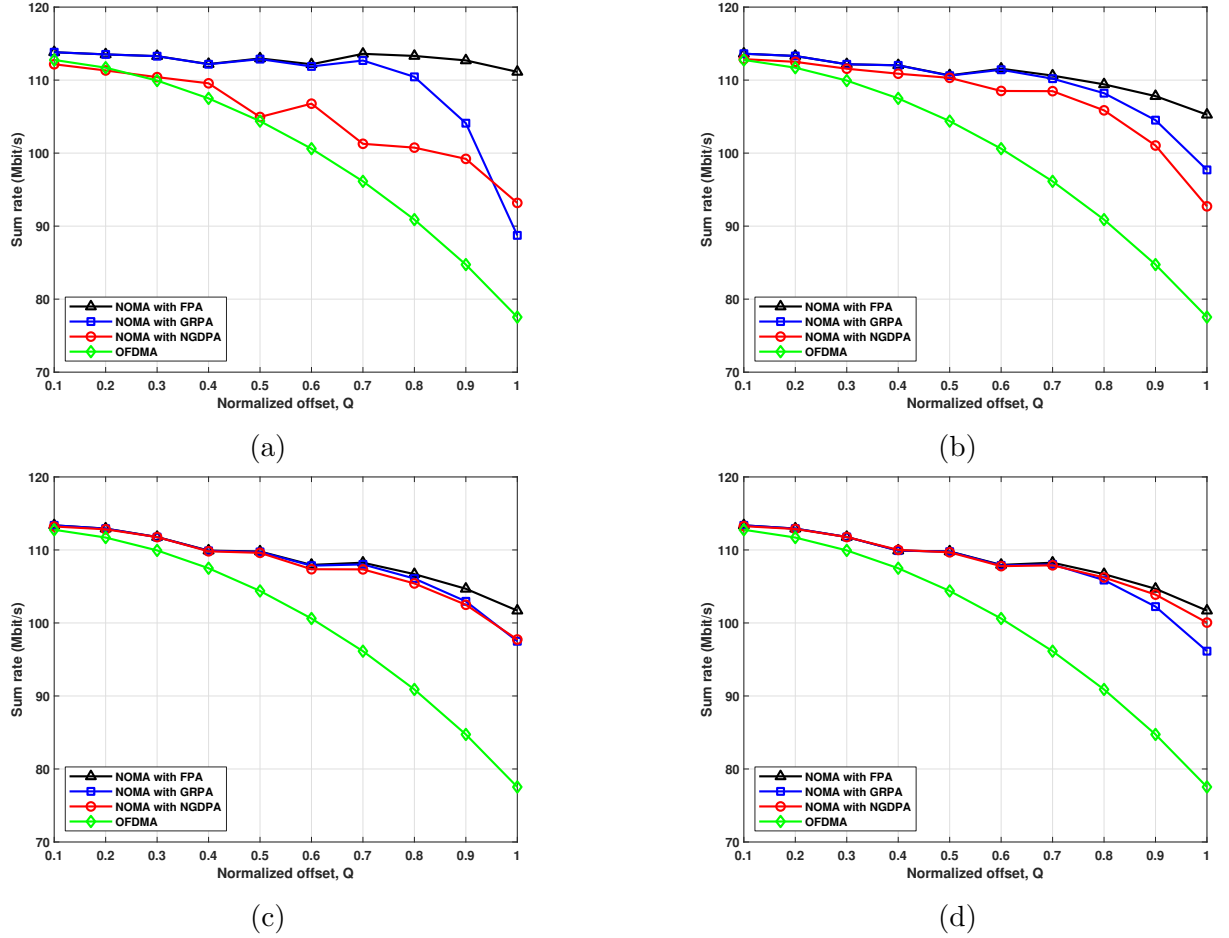 120
110
100
90
80
70
Sum rate (Mbit/s)
NOMA with FPA
NOMA with GRPA
NOMA with NGDPA
OFDMA
0.1 0.2 0.3 0.4 0.5 0.6 0.7 0.8 0.9 1
Normalized offset, Q
(a)
120
110
100
90
80
70
Sum rate (Mbit/s)
NOMA with FPA
NOMA with GRPA
NOMA with NGDPA
OFDMA
0.1 0.2 0.3 0.4 0.5 0.6 0.7 0.8 0.9 1
Normalized offset, Q
(b)
120
110
100
90
80
70
Sum rate (Mbit/s)
NOMA with FPA
NOMA with GRPA
NOMA with NGDPA
OFDMA
0.1 0.2 0.3 0.4 0.5 0.6 0.7 0.8 0.9 1
Normalized offset, Q
(c)
120
110
100
90
80
70
Sum rate (Mbit/s)
NOMA with FPA
NOMA with GRPA
NOMA with NGDPA
OFDMA
0.1 0.2 0.3 0.4 0.5 0.6 0.7 0.8 0.9 1
Normalized offset, Q
(d)